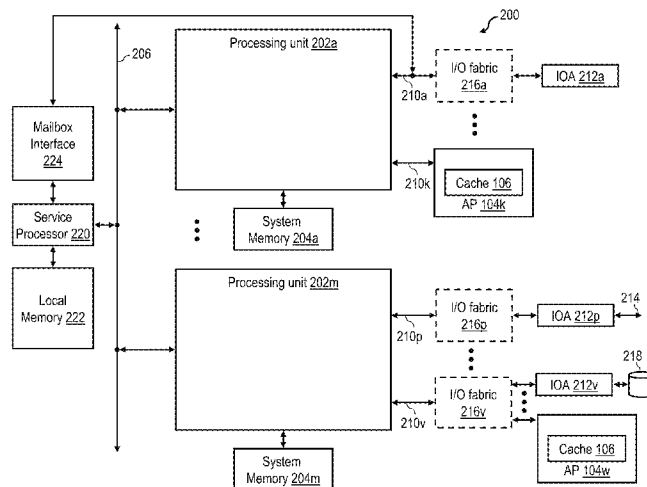 200
206
Processing unit 202a
I/O fabric
216a
IOA 212a
210a
Mailbox
Interface
224
210k
Cache 106
AP 104k
Service
Processor 220
System
Memory 204a
Local
Memory
222
Processing unit 202m
I/O fabric
216p
IOA 212p
214
210p
218
I/O fabric
216v
IOA 212v
210v
Cache 106
AP 104w
System
Memory 204m